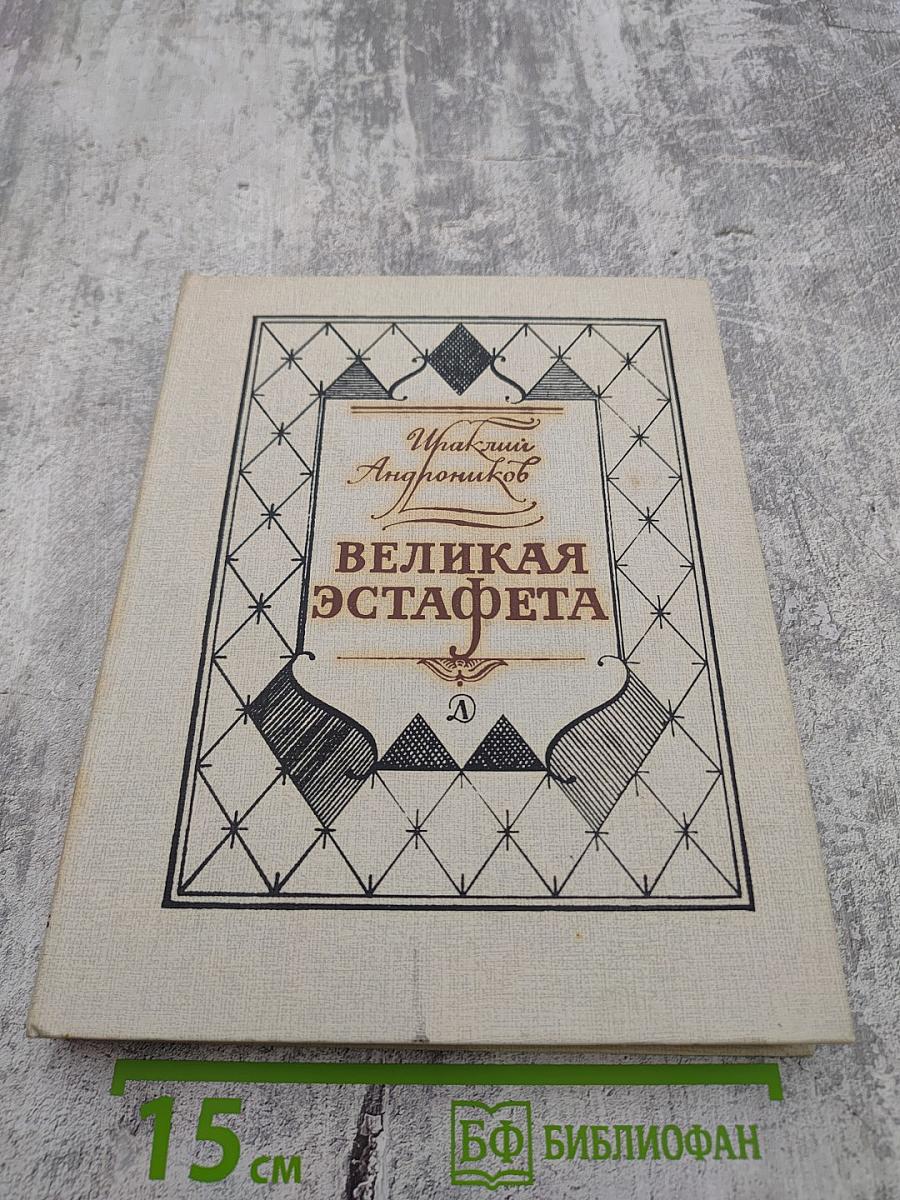 Ираклий
Андроников
ВЕЛИКАЯ
ЭСТАФЕТА
Д
15 см
БФ БИБЛИОФАН